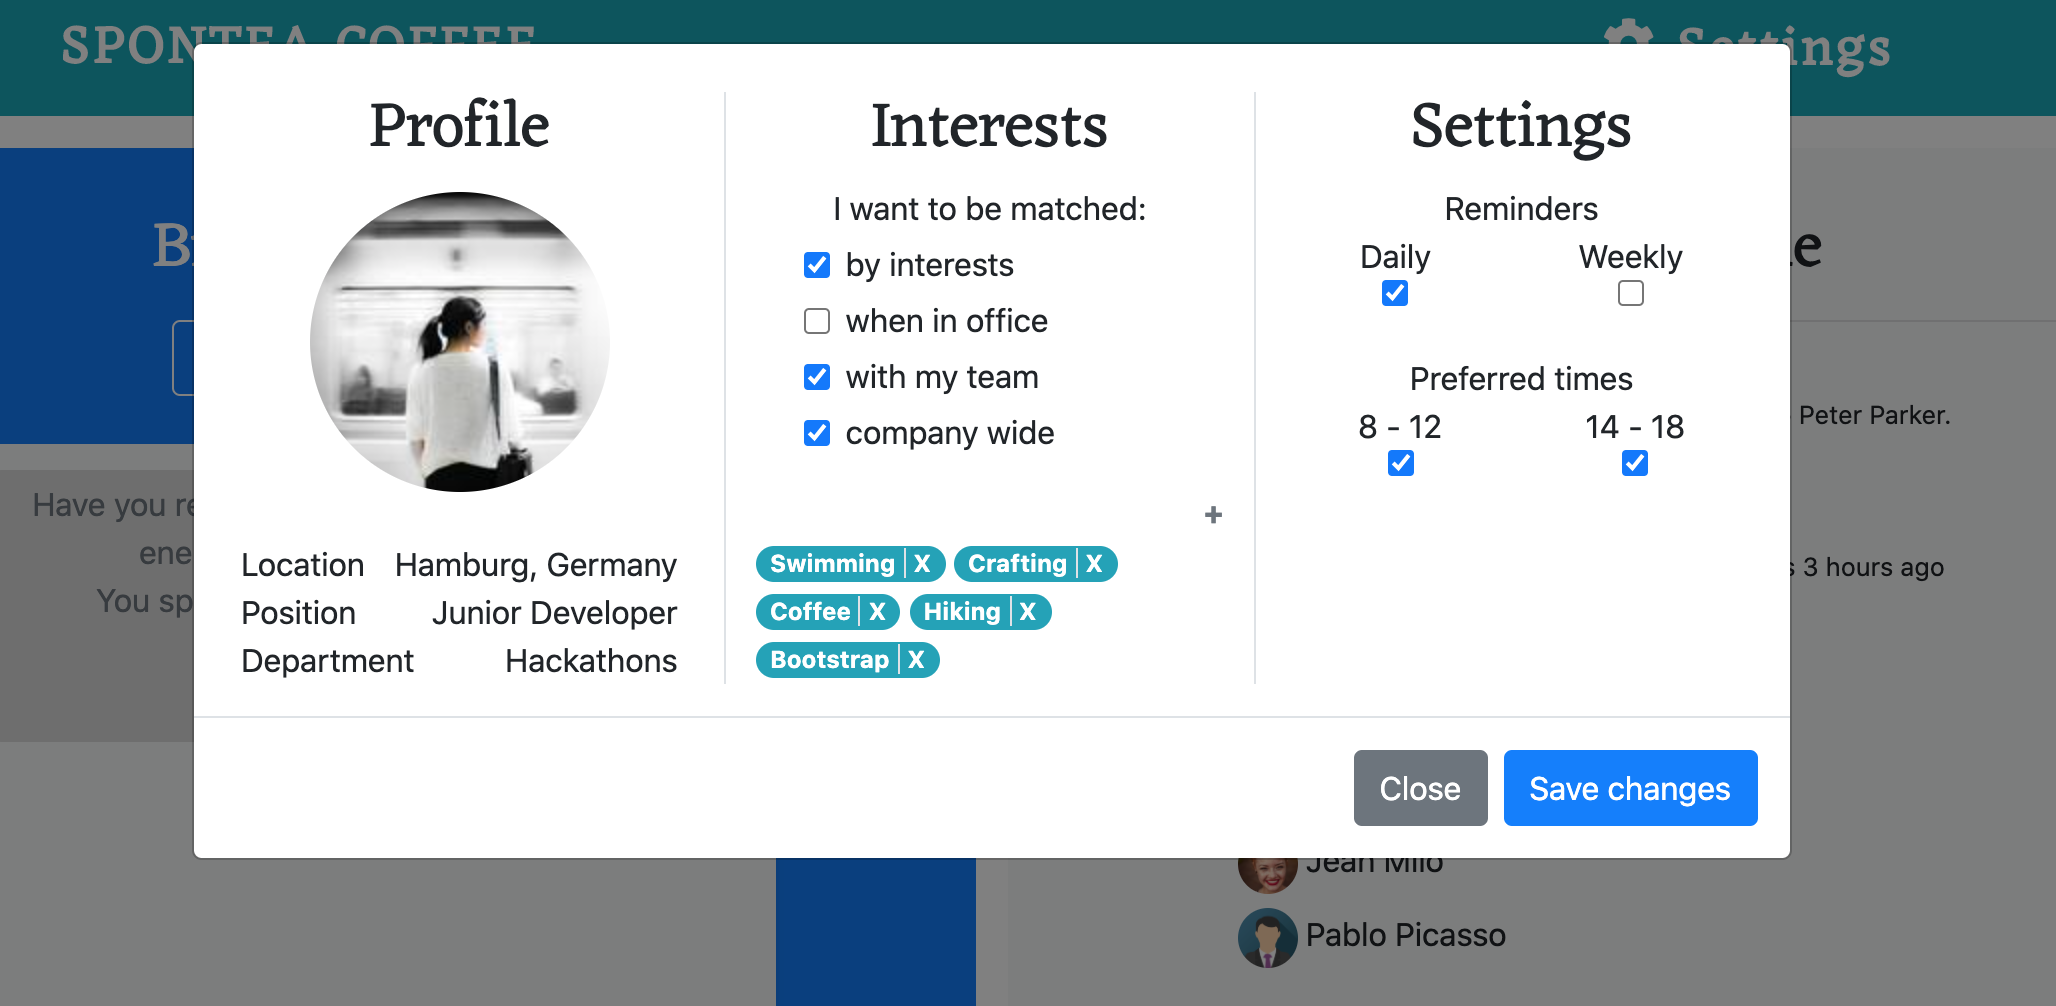 SPONTEA COFFEE
Settings
Profile
Location Hamburg, Germany
Position Junior Developer
Department Hackathons
Interests
I want to be matched:
by interests
when in office
with my team
company wide
+
Swimming X Crafting X
Coffee X Hiking X
Bootstrap X
Settings
Reminders
Daily Weekly
Preferred times
8 - 12 14 - 18
Close Save changes
Have you
You
Peter Parker.
3 hours ago
Jean Milo
Pablo Picasso